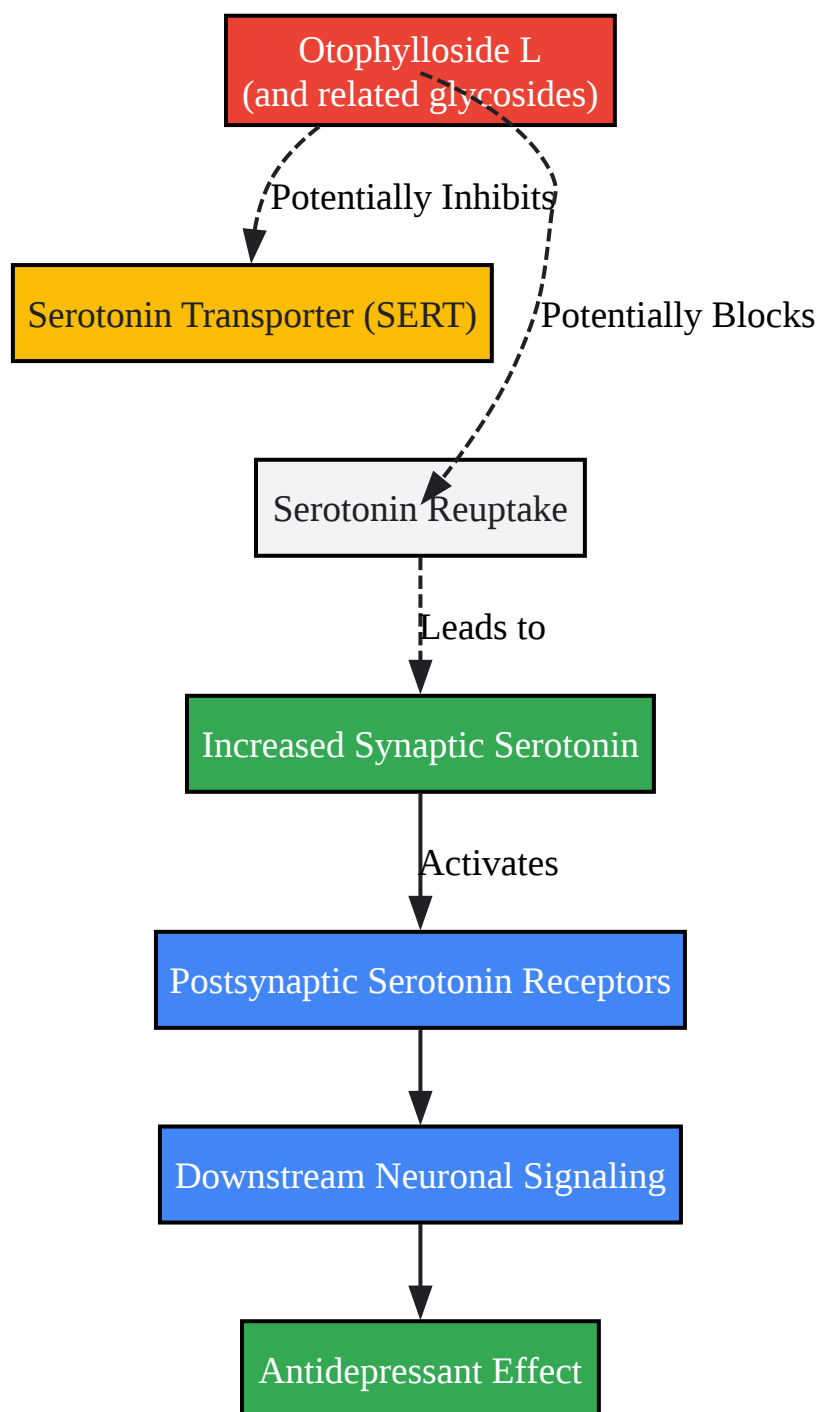 Otophylloside L
(and related glycosides)
Potentially Inhibits
Serotonin Transporter (SERT)
Potentially Blocks
Serotonin Reuptake
Leads to
Increased Synaptic Serotonin
Activates
Postsynaptic Serotonin Receptors
Downstream Neuronal Signaling
Antidepressant Effect